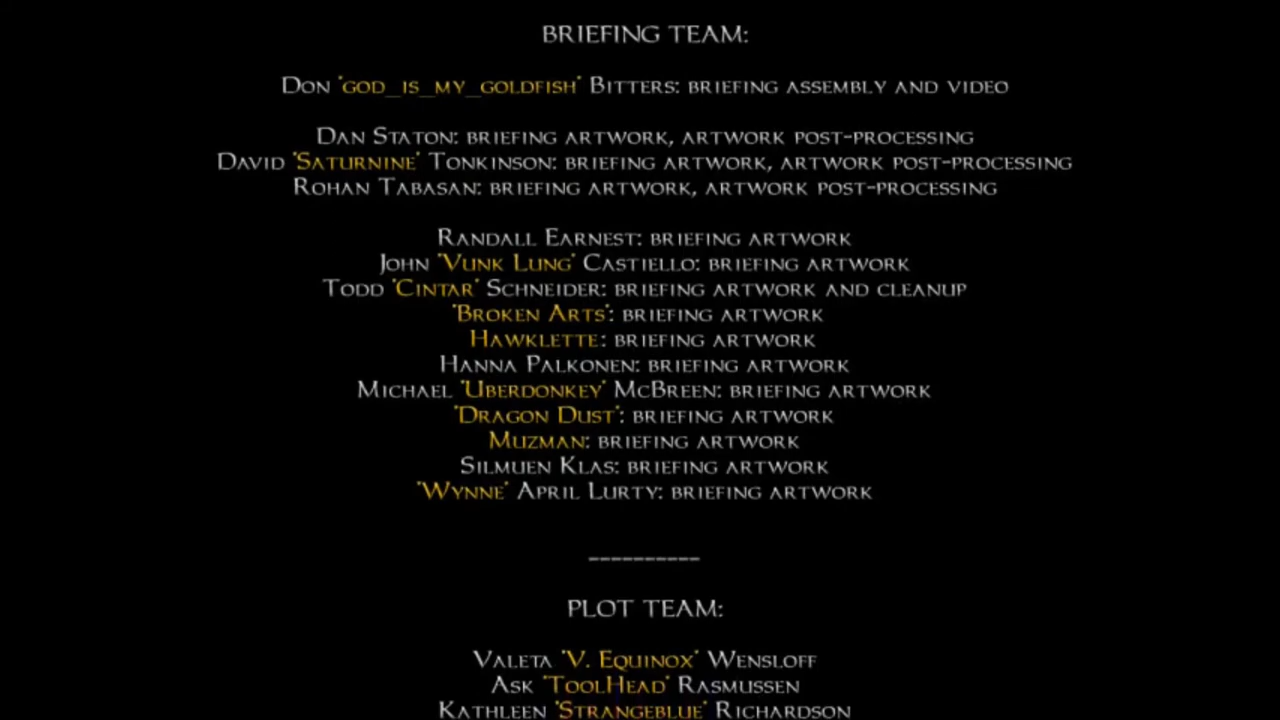 BRIEFING TEAM:
DON 'GOD_IS_MY_GOLDFISH' BITTERS: BRIEFING ASSEMBLY AND VIDEO
DAN STATON: BRIEFING ARTWORK, ARTWORK POST-PROCESSING
DAVID 'SATURNINE' TONKINSON: BRIEFING ARTWORK, ARTWORK POST-PROCESSING
ROHAN TABASAN: BRIEFING ARTWORK, ARTWORK POST-PROCESSING
RANDALL EARNEST: BRIEFING ARTWORK
JOHN 'VUNK LUNG' CASTIELLO: BRIEFING ARTWORK
TODD 'CINTAR' SCHNEIDER: BRIEFING ARTWORK AND CLEANUP
'BROKEN ARTS': BRIEFING ARTWORK
HAWKLETTE: BRIEFING ARTWORK
HANNA PALKONEN: BRIEFING ARTWORK
MICHAEL 'UBERDONKEY' MCBREEN: BRIEFING ARTWORK
'DRAGON DUST': BRIEFING ARTWORK
MUZMAN: BRIEFING ARTWORK
SILMUEN KLAS: BRIEFING ARTWORK
'WYNNE' APRIL LURTY: BRIEFING ARTWORK
----------
PLOT TEAM:
VALETA 'V. EQUINOX' WENSLOFF
ASK 'TOOLHEAD' RASMUSSEN
KATHLEEN 'STRANGEBLUE' RICHARDSON